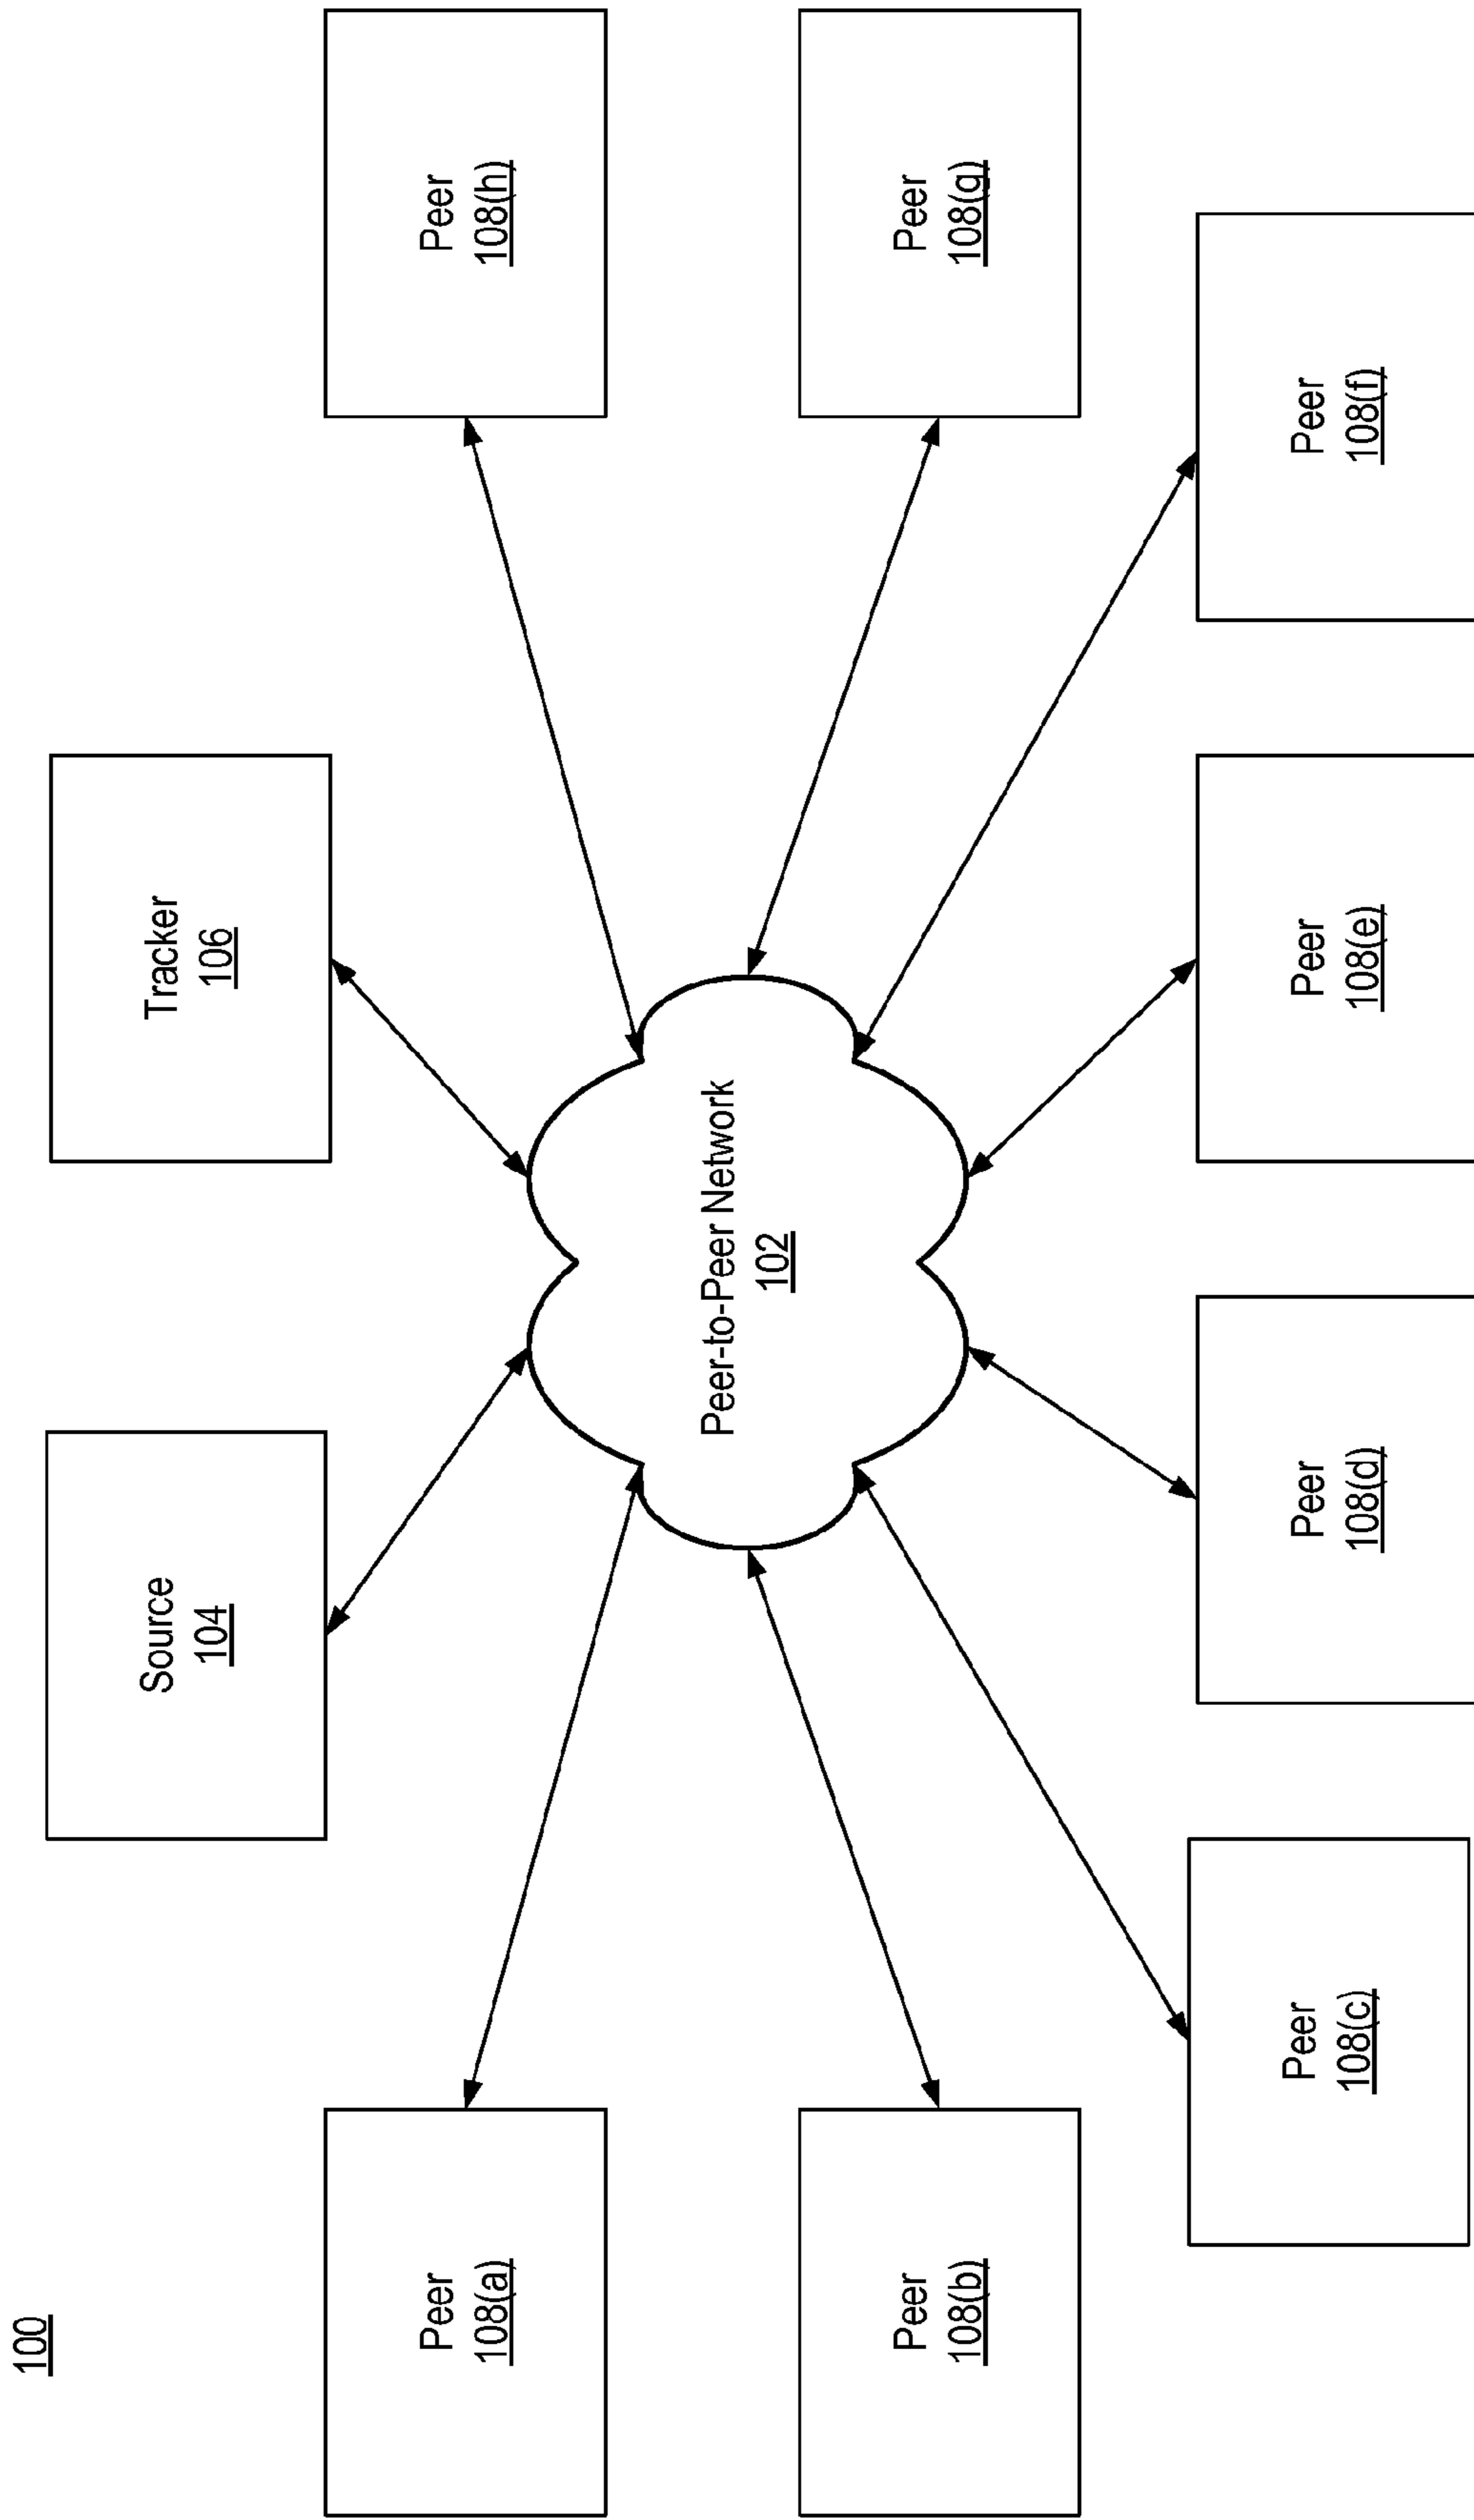 100
Source
104
Tracker
106
Peer
108(a)
Peer
108(h)
Peer-to-Peer Network
102
Peer
108(b)
Peer
108(g)
Peer
108(c)
Peer
108(d)
Peer
108(e)
Peer
108(f)